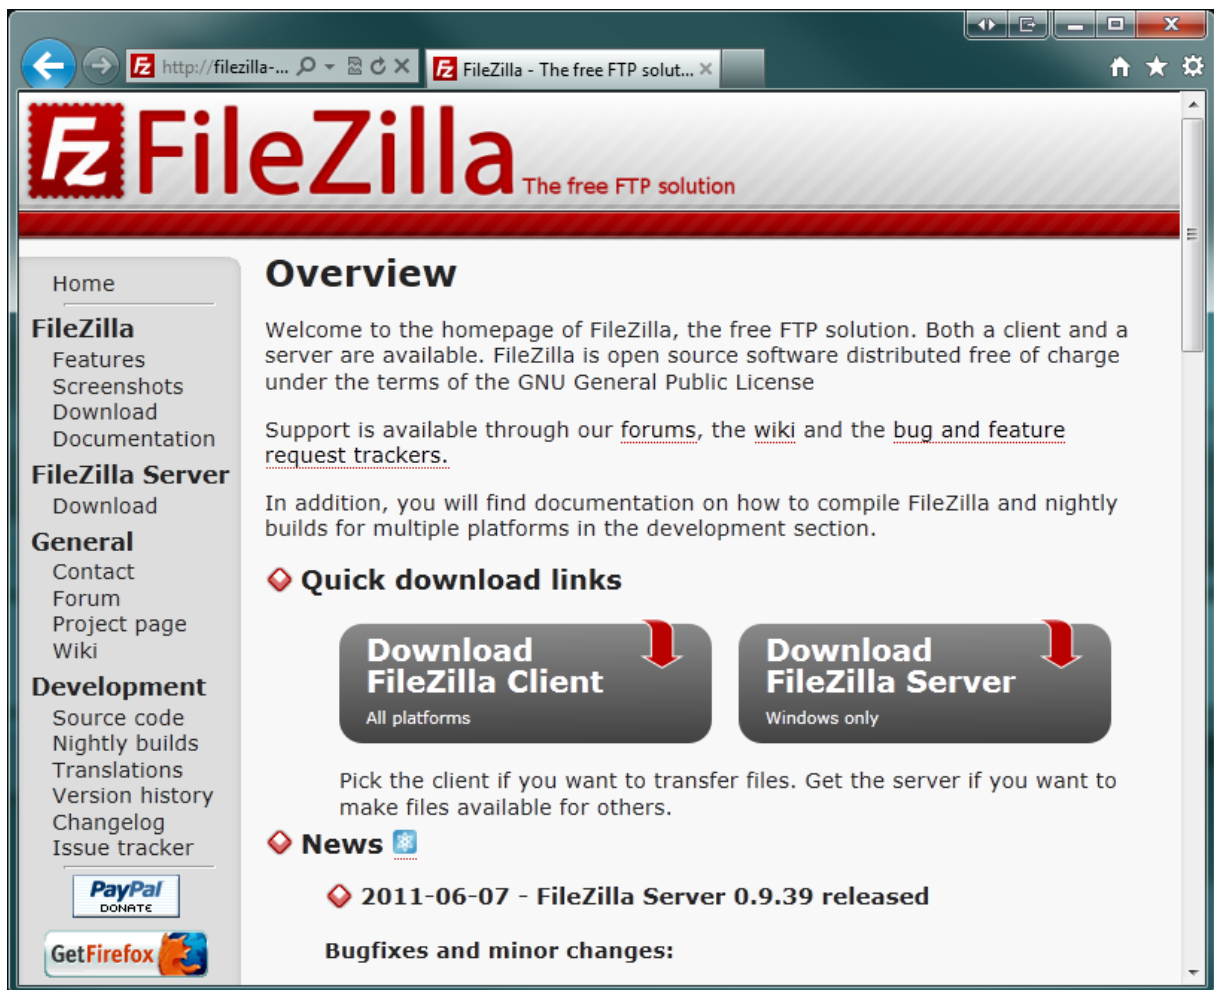 http://filezilla-...
FileZilla - The free FTP solut...
Fz FileZilla The free FTP solution
Home
FileZilla
Features
Screenshots
Download
Documentation
FileZilla Server
Download
General
Contact
Forum
Project page
Wiki
Development
Source code
Nightly builds
Translations
Version history
Changelog
Issue tracker
PayPal
DONATE
GetFirefox
Overview
Welcome to the homepage of FileZilla, the free FTP solution. Both a client and a
server are available. FileZilla is open source software distributed free of charge
under the terms of the GNU General Public License
Support is available through our forums, the wiki and the bug and feature
request trackers.
In addition, you will find documentation on how to compile FileZilla and nightly
builds for multiple platforms in the development section.
Quick download links
Download
FileZilla Client
All platforms
Download
FileZilla Server
Windows only
Pick the client if you want to transfer files. Get the server if you want to
make files available for others.
News
2011-06-07 - FileZilla Server 0.9.39 released
Bugfixes and minor changes: